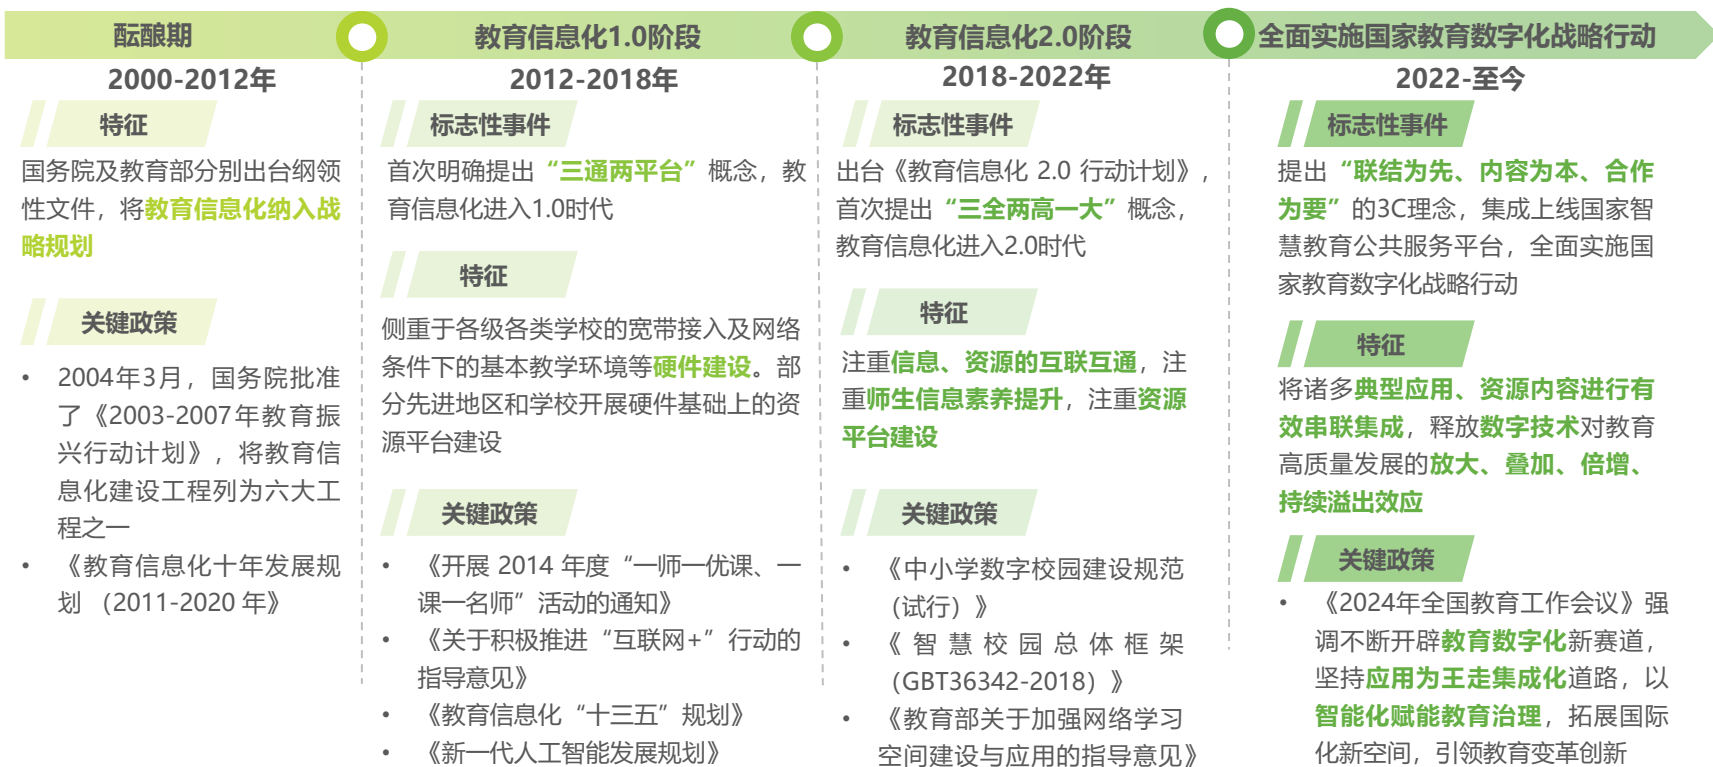 酝酿期
2000-2012年
特征
国务院及教育部分别出台纲领
性文件，将教育信息化纳入战
略规划
关键政策
• 2004年3月，国务院批准
了《2003-2007年教育振
兴行动计划》，将教育信
息化建设工程列为六大工
程之一
• 《教育信息化十年发展规
划 （2011-2020 年》
教育信息化1.0阶段
2012-2018年
标志性事件
首次明确提出“三通两平台”概念，教
育信息化进入1.0时代
特征
侧重于各级各类学校的宽带接入及网络
条件下的基本教学环境等硬件建设。部
分先进地区和学校开展硬件基础上的资
源平台建设
关键政策
• 《开展 2014 年度“一师一优课、一
课一名师”活动的通知》
• 《关于积极推进“互联网+”行动的
指导意见》
• 《教育信息化“十三五”规划》
• 《新一代人工智能发展规划》
教育信息化2.0阶段
2018-2022年
标志性事件
出台《教育信息化 2.0 行动计划》，
首次提出“三全两高一大”概念，
教育信息化进入2.0时代
特征
注重信息、资源的互联互通，注
重师生信息素养提升，注重资源
平台建设
关键政策
• 《中小学数字校园建设规范
（试行）》
• 《智慧校园总体框架
（GBT36342-2018）》
• 《教育部关于加强网络学习
空间建设与应用的指导意见》
全面实施国家教育数字化战略行动
2022-至今
标志性事件
提出“联结为先、内容为本、合作
为要”的3C理念，集成上线国家智
慧教育公共服务平台，全面实施国
家教育数字化战略行动
特征
将诸多典型应用、资源内容进行有
效串联集成，释放数字技术对教育
高质量发展的放大、叠加、倍增、
持续溢出效应
关键政策
• 《2024年全国教育工作会议》强
调不断开辟教育数字化新赛道，
坚持应用为王走集成化道路，以
智能化赋能教育治理，拓展国际
化新空间，引领教育变革创新